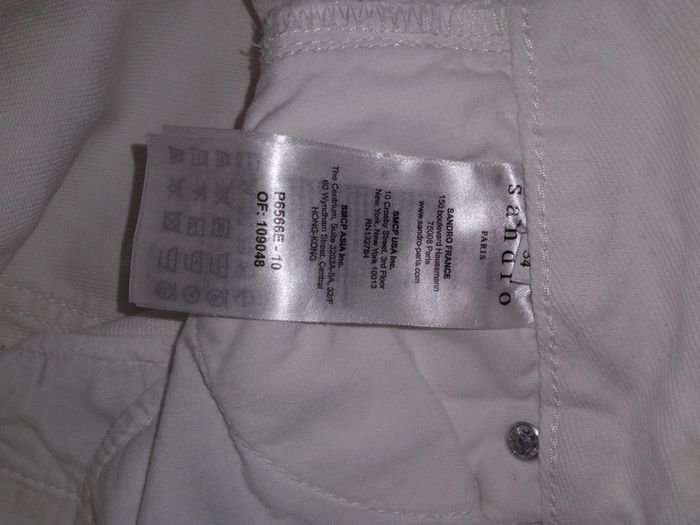 34
sandro
PARIS
SANDRO FRANCE
150 boulevard Haussmann
75008 Paris
www.sandro-paris.com
SMCP USA Inc.
10 Crosby Street, 3rd Floor
New York, New York 10013
RN132784
SMCP ASIA Inc.
The Centrium, Suite 3203A-5A, 32/F
60 Wyndham Street, Central
HONG-KONG
P6566E - 10
OF: 109048